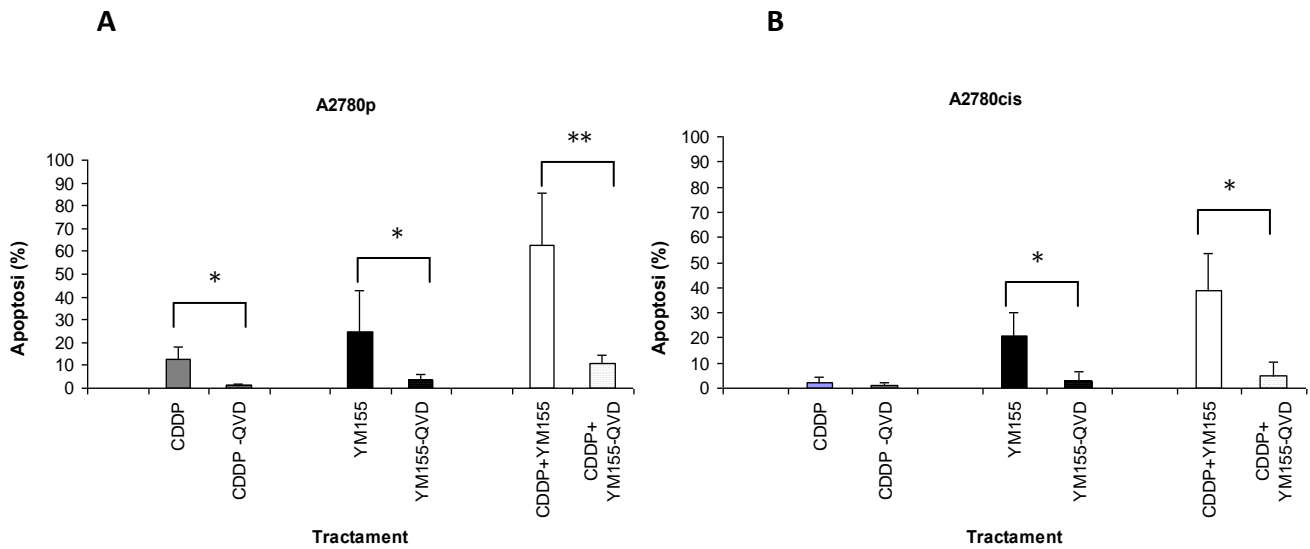 A
A2780p
**
*
*
100
90
80
70
60
50
40
30
20
10
0
Apoptosi (%)
CDDP
CDDP -QVD
YM155
YM155-QVD
CDDP+YM155
CDDP+
YM155-QVD
Tractament
B
A2780cis
*
*
100
90
80
70
60
50
40
30
20
10
0
Apoptosi (%)
CDDP
CDDP -QVD
YM155
YM155-QVD
CDDP+YM155
CDDP+
YM155-QVD
Tractament